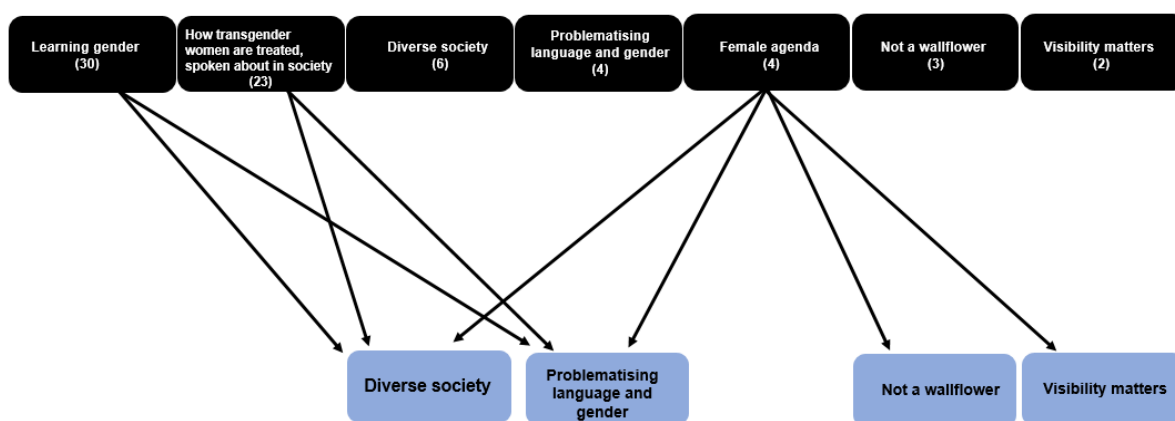 Learning gender
(30)
How transgender
women are treated,
spoken about in society
(23)
Diverse society
(6)
Problematising
language and gender
(4)
Female agenda
(4)
Not a wallflower
(3)
Visibility matters
(2)
Diverse society
Problematising
language and
gender
Not a wallflower
Visibility matters